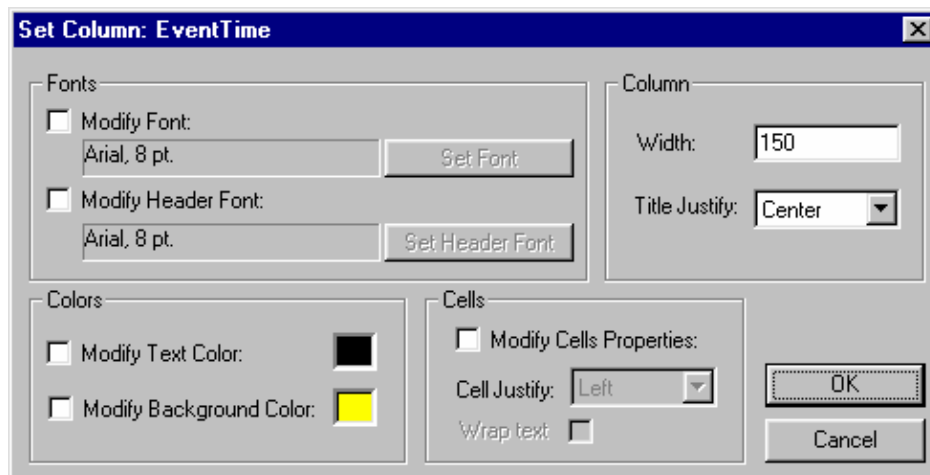 Set Column: EventTime
Fonts
Modify Font:
Arial, 8 pt.
Set Font
Modify Header Font:
Arial, 8 pt.
Set Header Font
Column
Width:
150
Title Justify:
Center
Colors
Modify Text Color:
Modify Background Color:
Cells
Modify Cells Properties:
Cell Justify:
Left
Wrap text
OK
Cancel